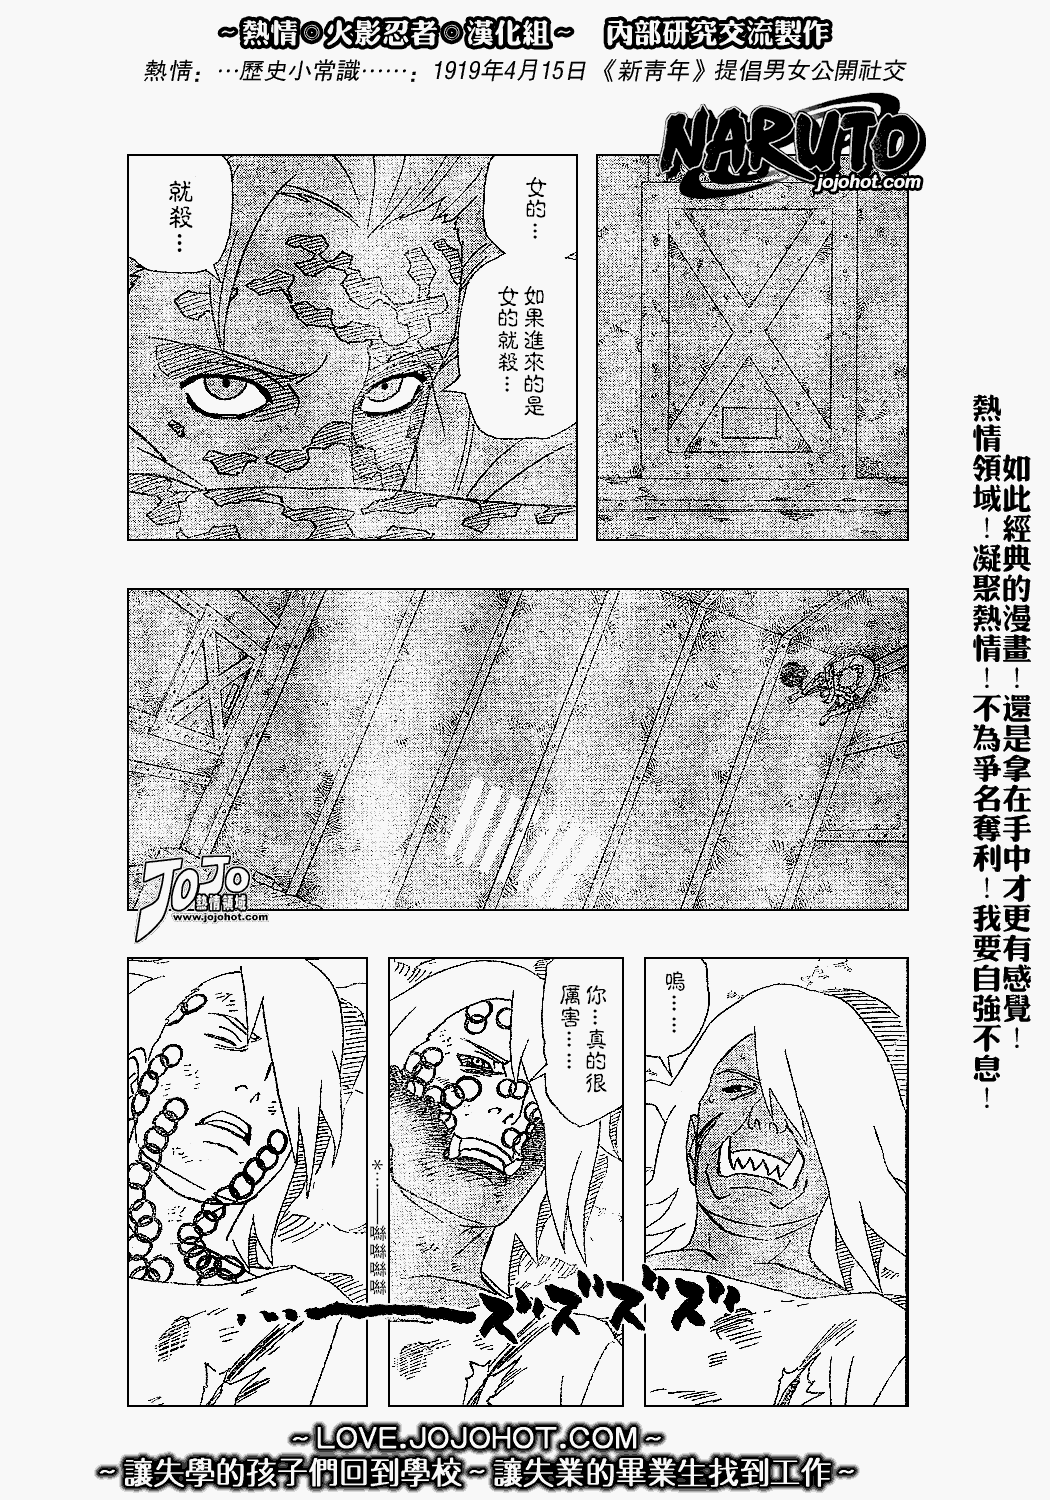 ~熱情◎火影忍者◎漢化組~ 內部研究交流製作
熱情：…歷史小常識……：1919年4月15日《新青年》提倡男女公開社交
NARUTO
jojohot.com
女的…
如果進來的是
女的就殺…
就殺…
JoJo
熱情領域
www.jojohot.com
嗚……
你…真的很
厲害……
*…——噝噝噝噝
ズズズズ━━…
如此經典的漫畫！還是拿在手中才更有感覺！
熱情領域！凝聚熱情！不為爭名奪利！我要自強不息！
~LOVE.JOJOHOT.COM~
~讓失學的孩子們回到學校~讓失業的畢業生找到工作~